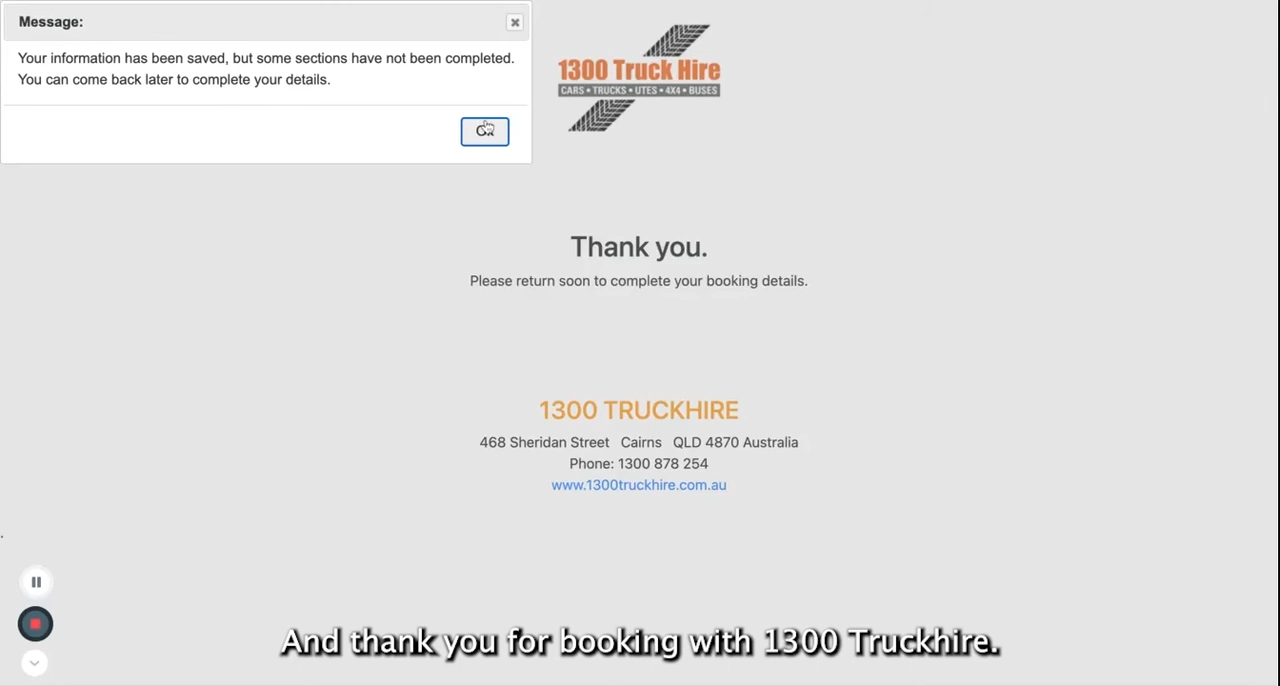 Message:
Your information has been saved, but some sections have not been completed.
You can come back later to complete your details.
OK
1300 Truck Hire
CARS • TRUCKS • UTES • 4X4 • BUSES
Thank you.
Please return soon to complete your booking details.
1300 TRUCKHIRE
468 Sheridan Street Cairns QLD 4870 Australia
Phone: 1300 878 254
www.1300truckhire.com.au
And thank you for booking with 1300 Truckhire.